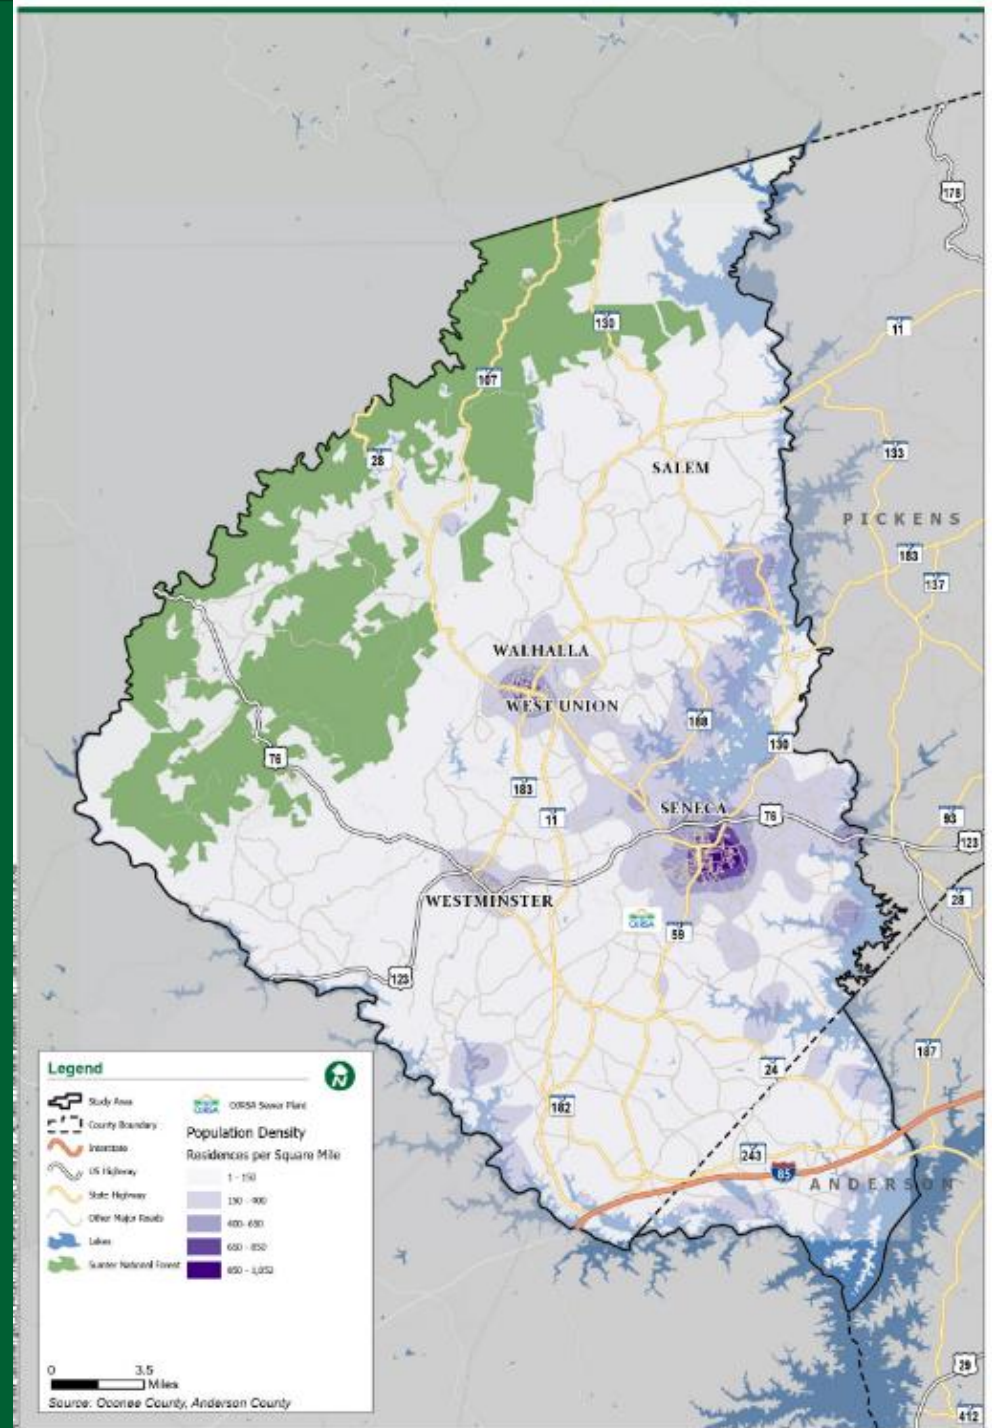 178
11
130
107
28
133
SALEM
PICKENS
183
137
WALHALLA
WEST UNION
188
76
130
183
11
SENECA
76
93
123
WESTMINSTER
28
59
123
187
24
182
243
85
ANDERSON
29
412
Legend
Study Area
County Boundary
Interstate
US Highway
State Highway
Other Major Roads
Lakes
Sumter National Forest
N
Sewer Plant
Population Density
Residences per Square Mile
1 - 150
150 - 400
400 - 650
650 - 850
850 - 1,052
0 3.5
Miles
Source: Oconee County, Anderson County